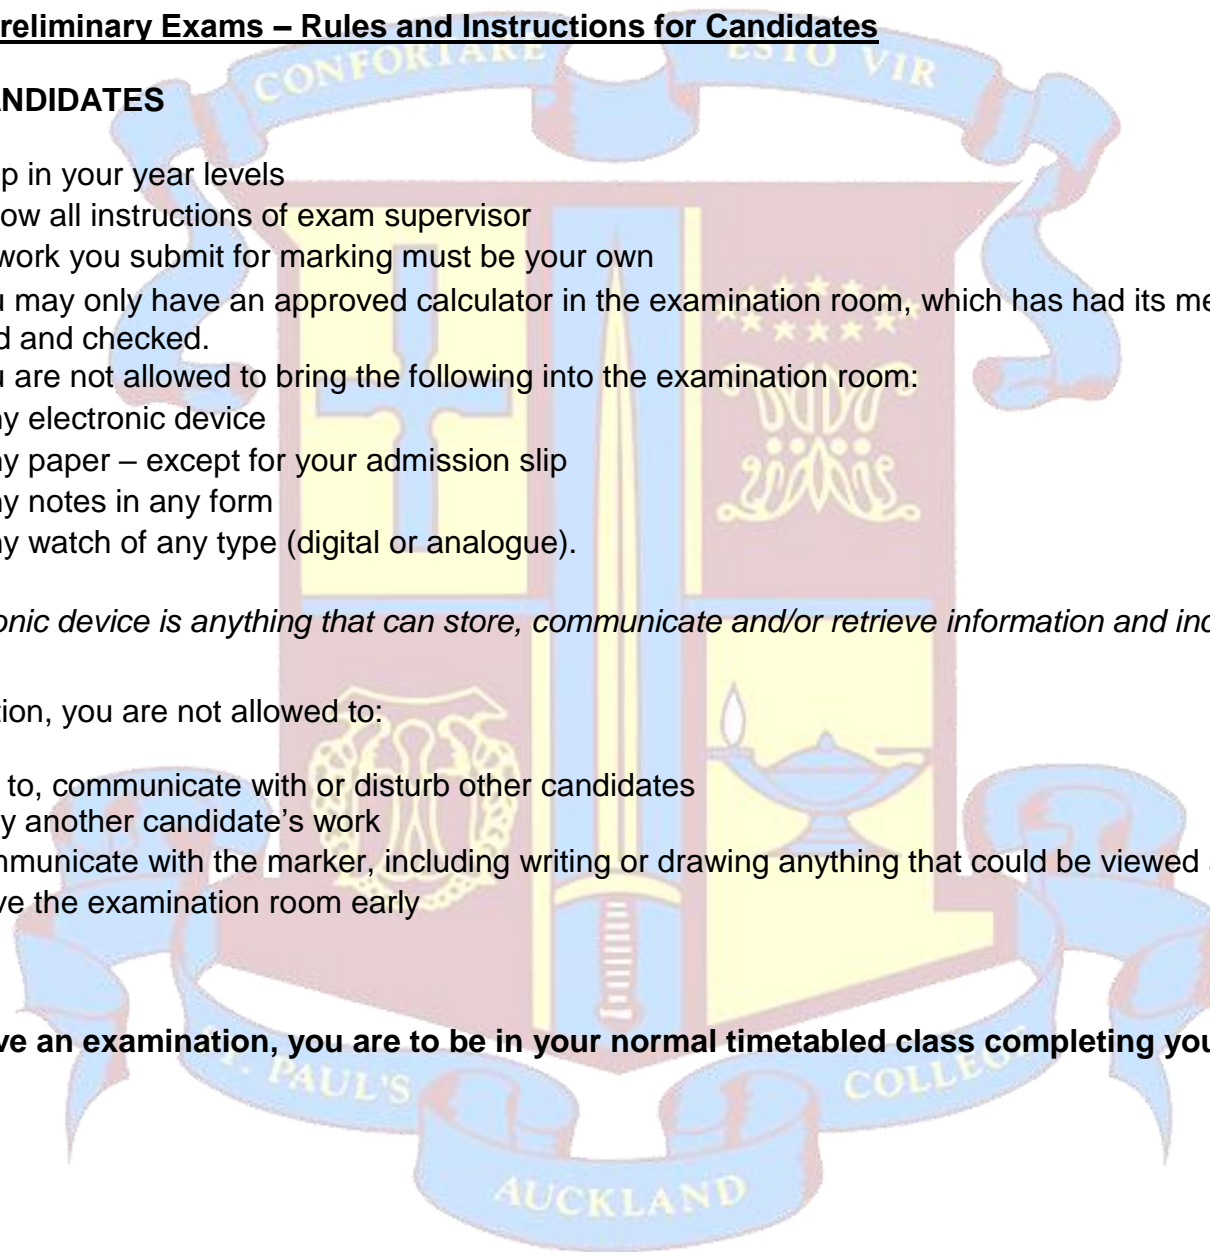 reliminary Exams – Rules and Instructions for Candidates
CONFORTARE ESTO VIR
ANDIDATES
p in your year levels
ow all instructions of exam supervisor
work you submit for marking must be your own
u may only have an approved calculator in the examination room, which has had its me
d and checked.
u are not allowed to bring the following into the examination room:
ny electronic device
ny paper – except for your admission slip
ny notes in any form
ny watch of any type (digital or analogue).
onic device is anything that can store, communicate and/or retrieve information and inc
tion, you are not allowed to:
to, communicate with or disturb other candidates
y another candidate’s work
mmunicate with the marker, including writing or drawing anything that could be viewed a
ve the examination room early
ve an examination, you are to be in your normal timetabled class completing you
ST. PAUL'S COLLEGE
AUCKLAND